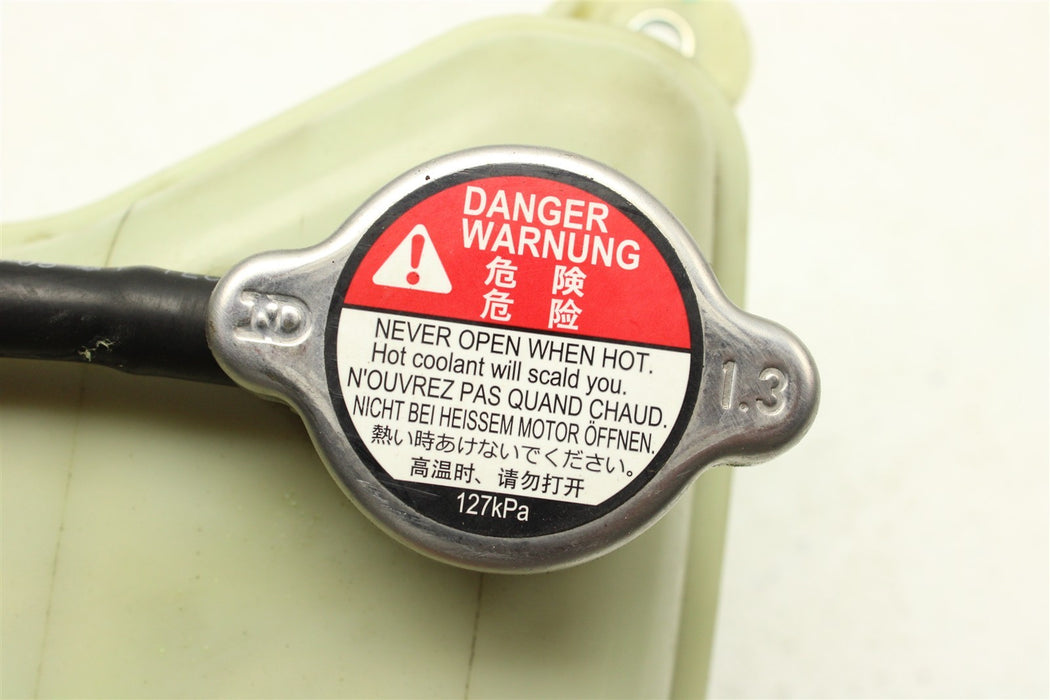 DANGER
WARNUNG
危 険
危 险
NEVER OPEN WHEN HOT.
Hot coolant will scald you.
N'OUVREZ PAS QUAND CHAUD.
NICHT BEI HEISSEM MOTOR ÖFFNEN.
熱い時あけないでください。
高温时、请勿打开
127kPa
1.3